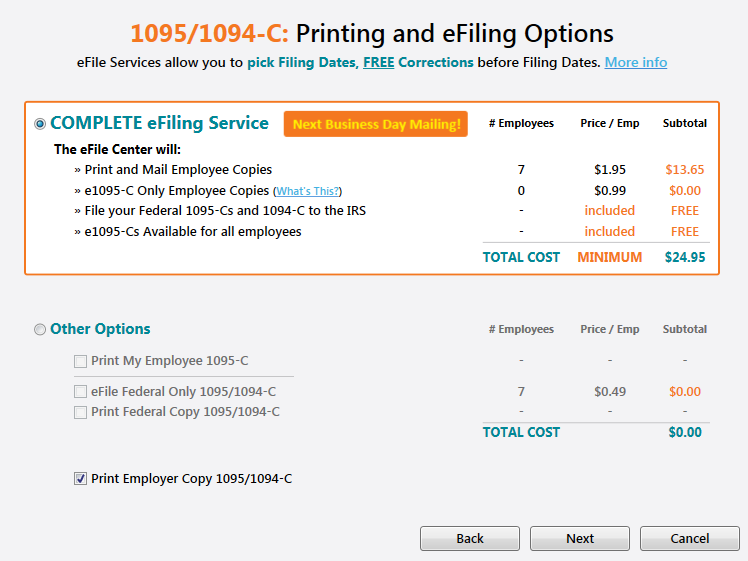 1095/1094-C: Printing and eFiling Options
eFile Services allow you to pick Filing Dates, FREE Corrections before Filing Dates. More info
COMPLETE eFiling Service Next Business Day Mailing! # Employees Price / Emp Subtotal
The eFile Center will:
» Print and Mail Employee Copies 7 $1.95 $13.65
» e1095-C Only Employee Copies (What's This?) 0 $0.99 $0.00
» File your Federal 1095-Cs and 1094-C to the IRS - included FREE
» e1095-Cs Available for all employees - included FREE
TOTAL COST MINIMUM $24.95
Other Options # Employees Price / Emp Subtotal
Print My Employee 1095-C - - -
eFile Federal Only 1095/1094-C 7 $0.49 $0.00
Print Federal Copy 1095/1094-C - - -
TOTAL COST $0.00
Print Employer Copy 1095/1094-C
Back Next Cancel